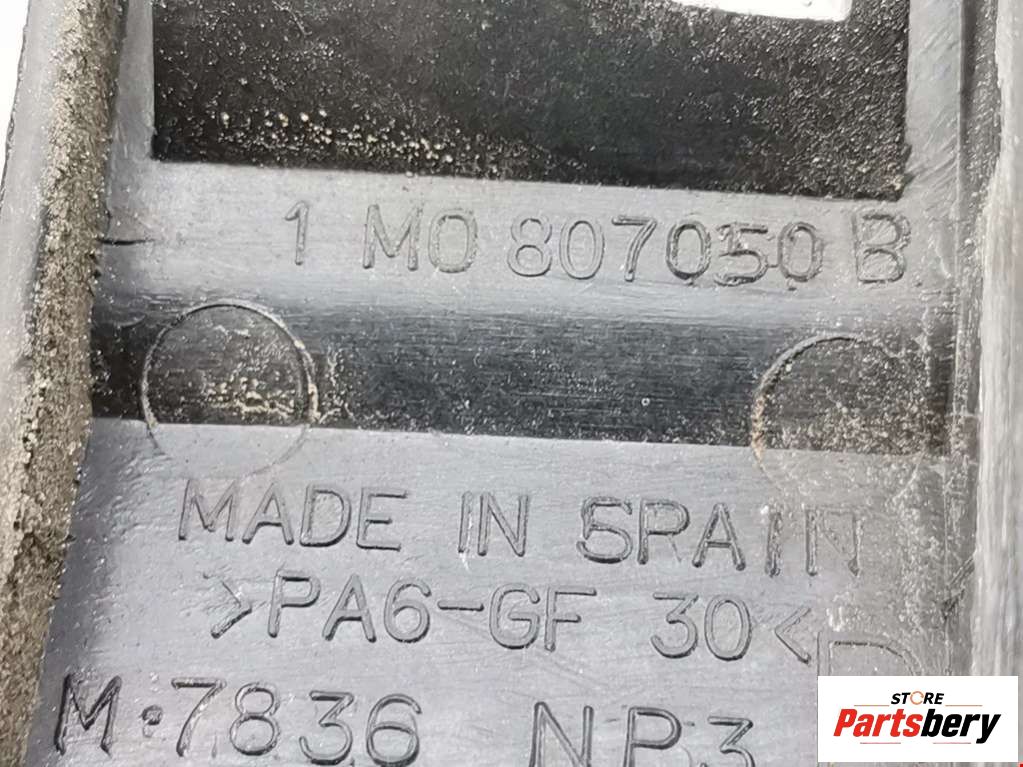 1 M0 807050 B
MADE IN SPAIN
>PA6-GF 30<
M·7836 NP3
STORE
Partsbery